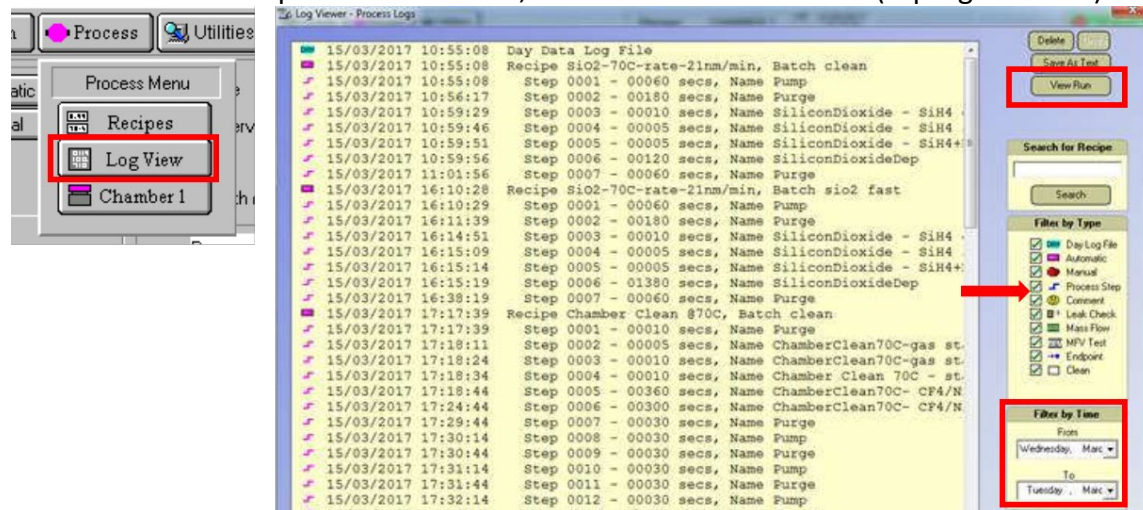 Process
Utilities
Process Menu
Recipes
Log View
Chamber 1
Log Viewer - Process Logs
15/03/2017 10:55:08 Day Data Log File
15/03/2017 10:55:08 Recipe SiO2-70C-rate-21nm/min, Batch clean
15/03/2017 10:55:08 Step 0001 - 00060 secs, Name Pump
15/03/2017 10:56:17 Step 0002 - 00180 secs, Name Purge
15/03/2017 10:59:29 Step 0003 - 00010 secs, Name SiliconDioxide - SiH4
15/03/2017 10:59:46 Step 0004 - 00005 secs, Name SiliconDioxide - SiH4
15/03/2017 10:59:51 Step 0005 - 00005 secs, Name SiliconDioxide - SiH4+
15/03/2017 10:59:56 Step 0006 - 00120 secs, Name SiliconDioxideDep
15/03/2017 11:01:56 Step 0007 - 00060 secs, Name Purge
15/03/2017 16:10:28 Recipe SiO2-70C-rate-21nm/min, Batch sio2 fast
15/03/2017 16:10:29 Step 0001 - 00060 secs, Name Pump
15/03/2017 16:11:39 Step 0002 - 00180 secs, Name Purge
15/03/2017 16:14:51 Step 0003 - 00010 secs, Name SiliconDioxide - SiH4
15/03/2017 16:15:09 Step 0004 - 00005 secs, Name SiliconDioxide - SiH4
15/03/2017 16:15:14 Step 0005 - 00005 secs, Name SiliconDioxide - SiH4+
15/03/2017 16:15:19 Step 0006 - 01380 secs, Name SiliconDioxideDep
15/03/2017 16:38:19 Step 0007 - 00060 secs, Name Purge
15/03/2017 17:17:39 Recipe Chamber Clean @70C, Batch clean
15/03/2017 17:17:39 Step 0001 - 00010 secs, Name Purge
15/03/2017 17:18:11 Step 0002 - 00005 secs, Name ChamberClean70C-gas st
15/03/2017 17:18:24 Step 0003 - 00010 secs, Name ChamberClean70C-gas st
15/03/2017 17:18:34 Step 0004 - 00010 secs, Name Chamber Clean 70C - st
15/03/2017 17:18:44 Step 0005 - 00360 secs, Name ChamberClean70C- CF4/N
15/03/2017 17:24:44 Step 0006 - 00300 secs, Name ChamberClean70C- CF4/N
15/03/2017 17:29:44 Step 0007 - 00030 secs, Name Purge
15/03/2017 17:30:14 Step 0008 - 00030 secs, Name Pump
15/03/2017 17:30:44 Step 0009 - 00030 secs, Name Purge
15/03/2017 17:31:14 Step 0010 - 00030 secs, Name Pump
15/03/2017 17:31:44 Step 0011 - 00030 secs, Name Purge
15/03/2017 17:32:14 Step 0012 - 00030 secs, Name Pump
Delete
Save As Text
View Run
Search for Recipe
Search
Filter by Type
Day Log File
Automatic
Manual
Process Step
Comment
Leak Check
Mass Flow
MFV Test
Endpoint
Clean
Filter by Time
From
Wednesday, Marc
To
Tuesday , Marc